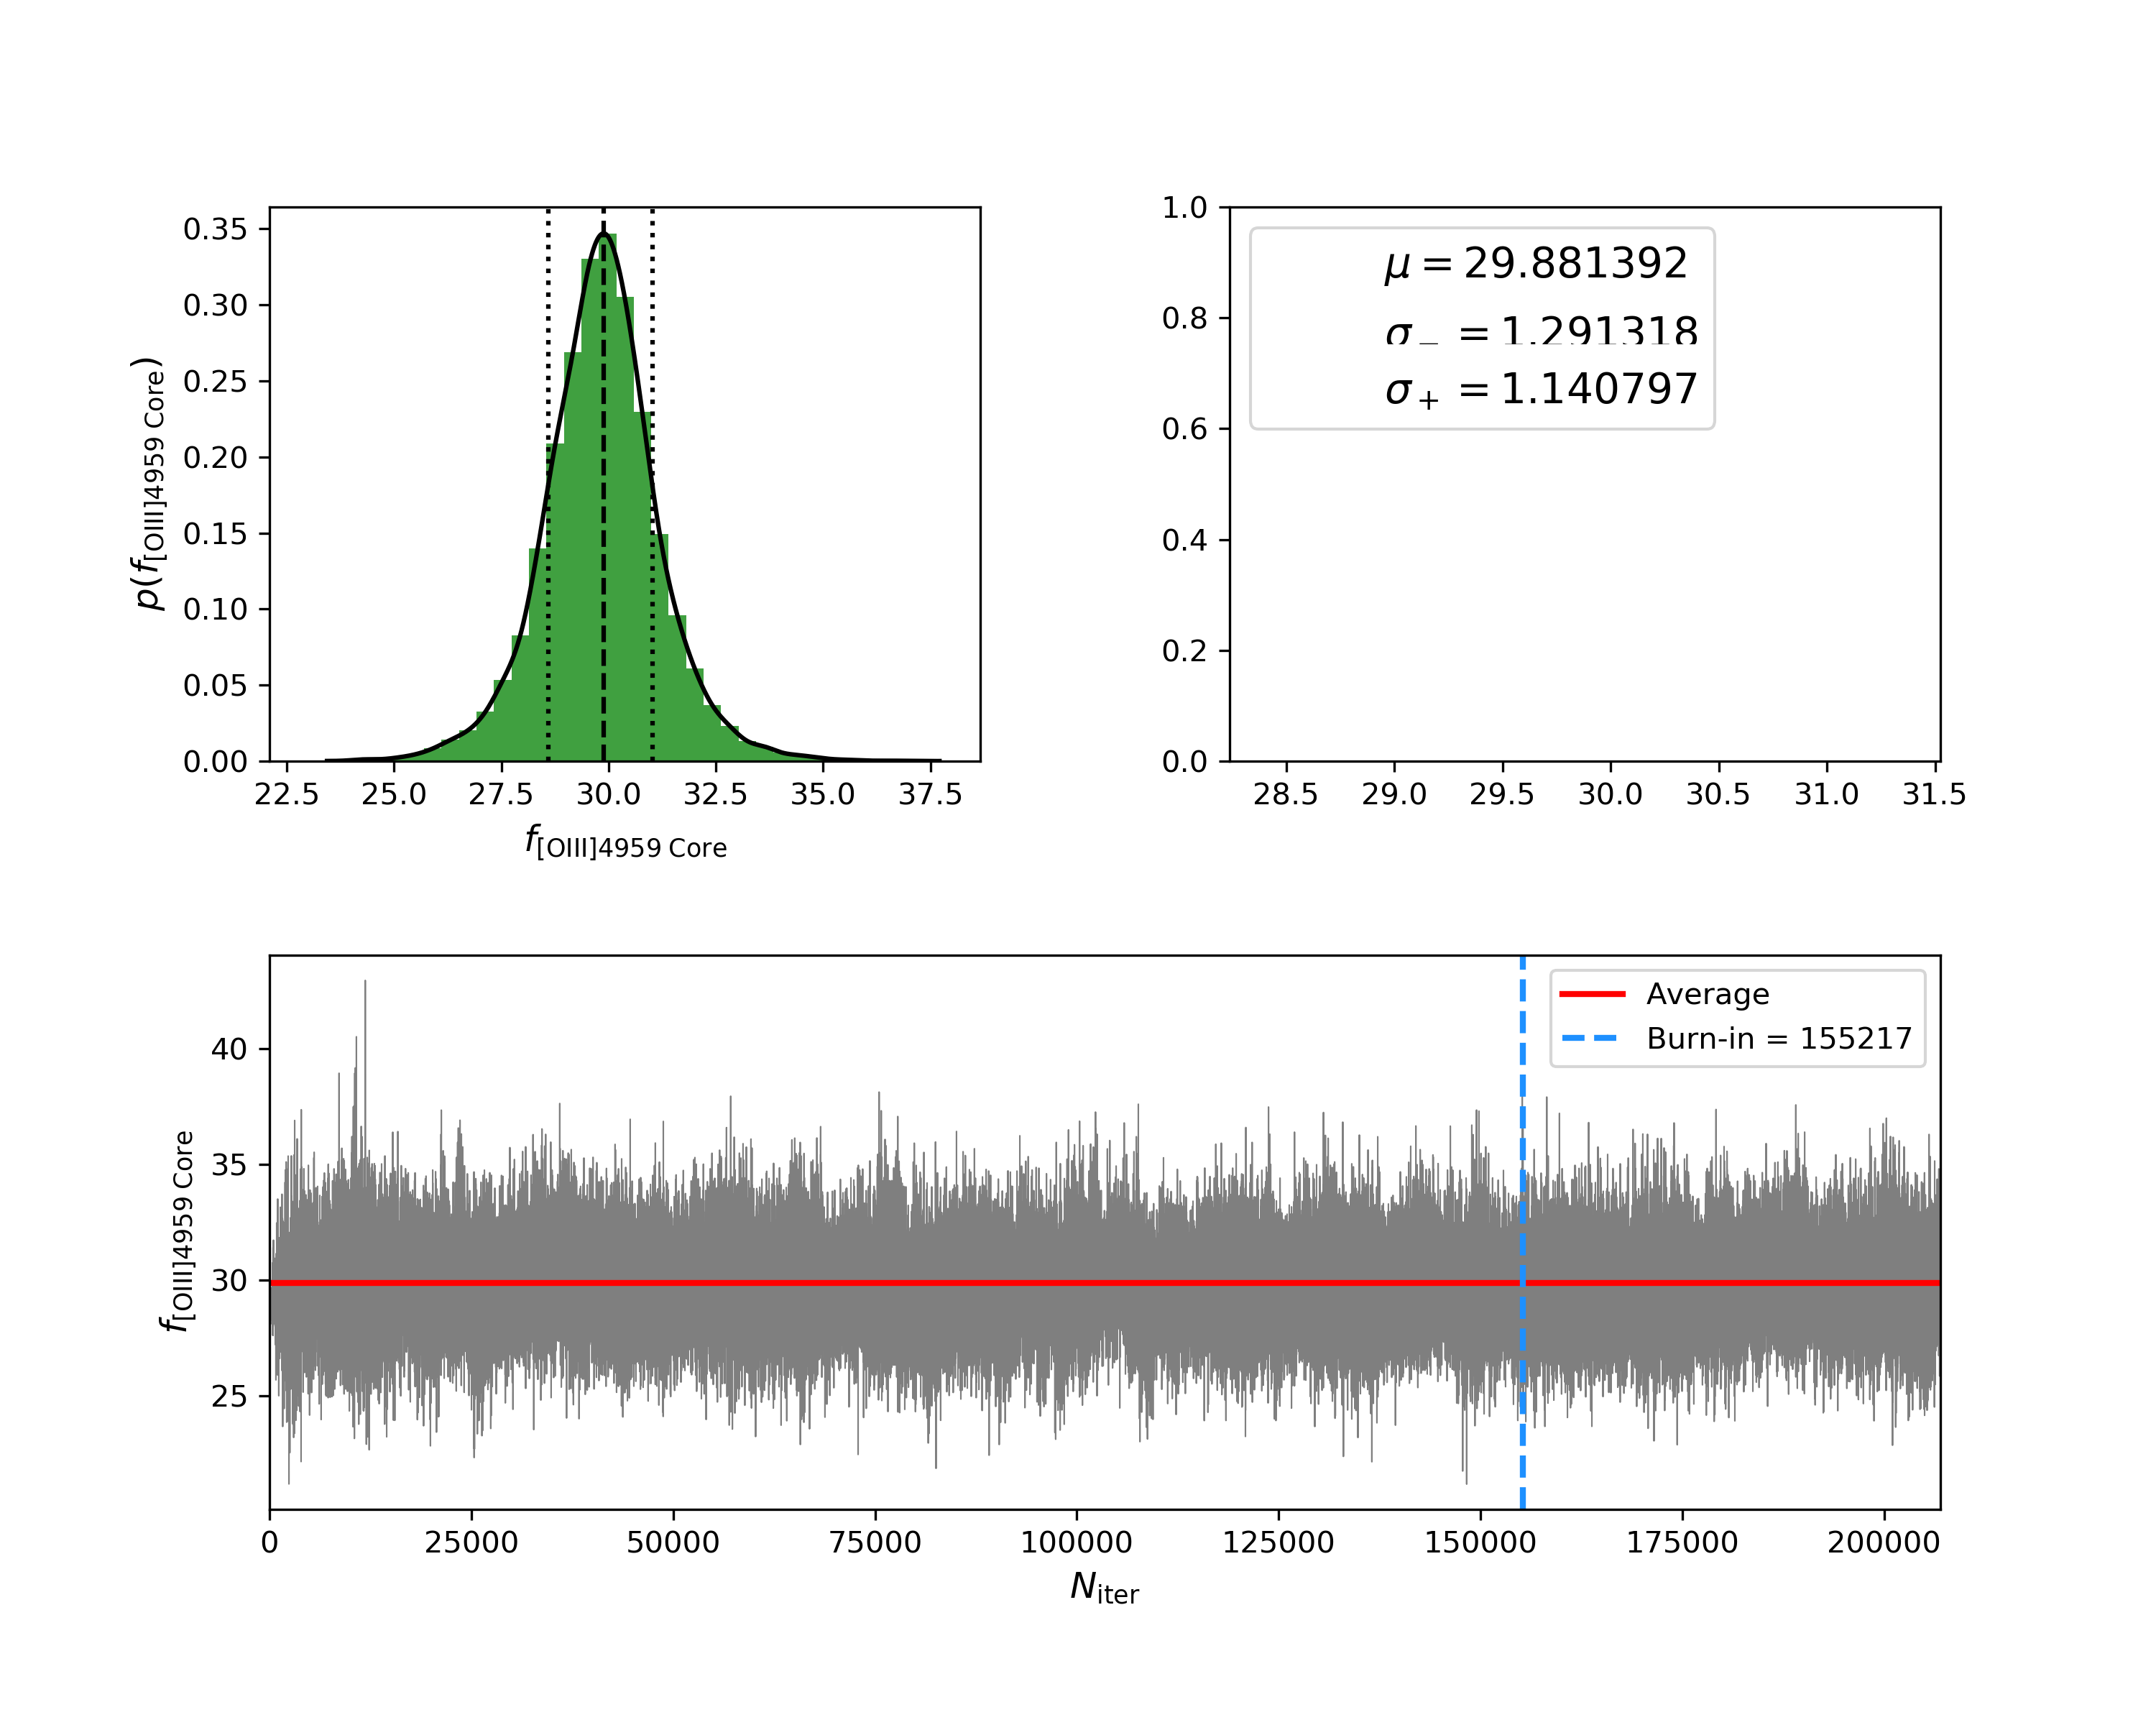 0.35
0.30
0.25
0.20
0.15
0.10
0.05
0.00
p(f[OIII]4959 Core)
22.5 25.0 27.5 30.0 32.5 35.0 37.5
f[OIII]4959 Core
1.0
0.8
0.6
0.4
0.2
0.0
μ = 29.881392
σ− = 1.291318
σ+ = 1.140797
28.5 29.0 29.5 30.0 30.5 31.0 31.5
40
35
30
25
f[OIII]4959 Core
Average
Burn-in = 155217
0 25000 50000 75000 100000 125000 150000 175000 200000
Niter